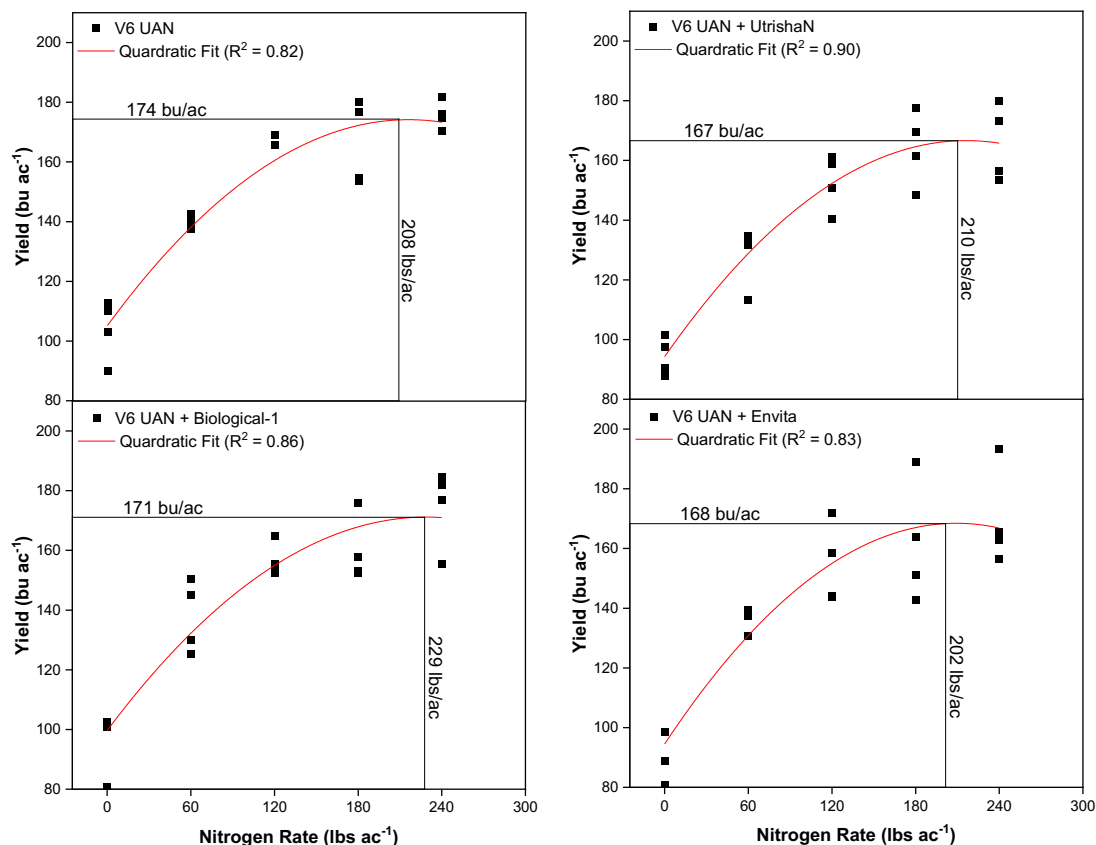 V6 UAN
Quardratic Fit (R² = 0.82)
174 bu/ac
208 lbs/ac
Yield (bu ac⁻¹)
200
180
160
140
120
100
80
V6 UAN + UtrishaN
Quardratic Fit (R² = 0.90)
167 bu/ac
210 lbs/ac
Yield (bu ac⁻¹)
200
180
160
140
120
100
80
V6 UAN + Biological-1
Quardratic Fit (R² = 0.86)
171 bu/ac
229 lbs/ac
Yield (bu ac⁻¹)
200
180
160
140
120
100
80
0 60 120 180 240 300
Nitrogen Rate (lbs ac⁻¹)
V6 UAN + Envita
Quardratic Fit (R² = 0.83)
168 bu/ac
202 lbs/ac
Yield (bu ac⁻¹)
200
180
160
140
120
100
80
0 60 120 180 240 300
Nitrogen Rate (lbs ac⁻¹)